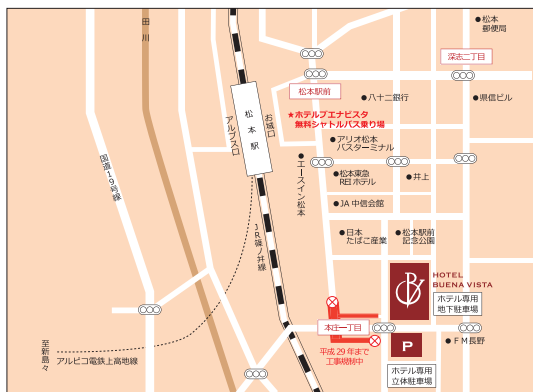 松本
郵便局
田川
深志二丁目
松本駅前
八十二銀行
県信ビル
★ホテルブエナビスタ
無料シャトルバス乗り場
お城口
松本駅
アルプス口
アリオ松本
バスターミナル
エースイン松本
松本東急
REIホテル
井上
国道19号線
JA中信会館
日本
たばこ産業
松本駅前
記念公園
JR篠ノ井線
HOTEL
BUENA VISTA
BV
ホテル専用
地下駐車場
本庄一丁目
至新島々
アルピコ電鉄上高地線
平成29年まで
工事規制中
P
FM長野
ホテル専用
立体駐車場